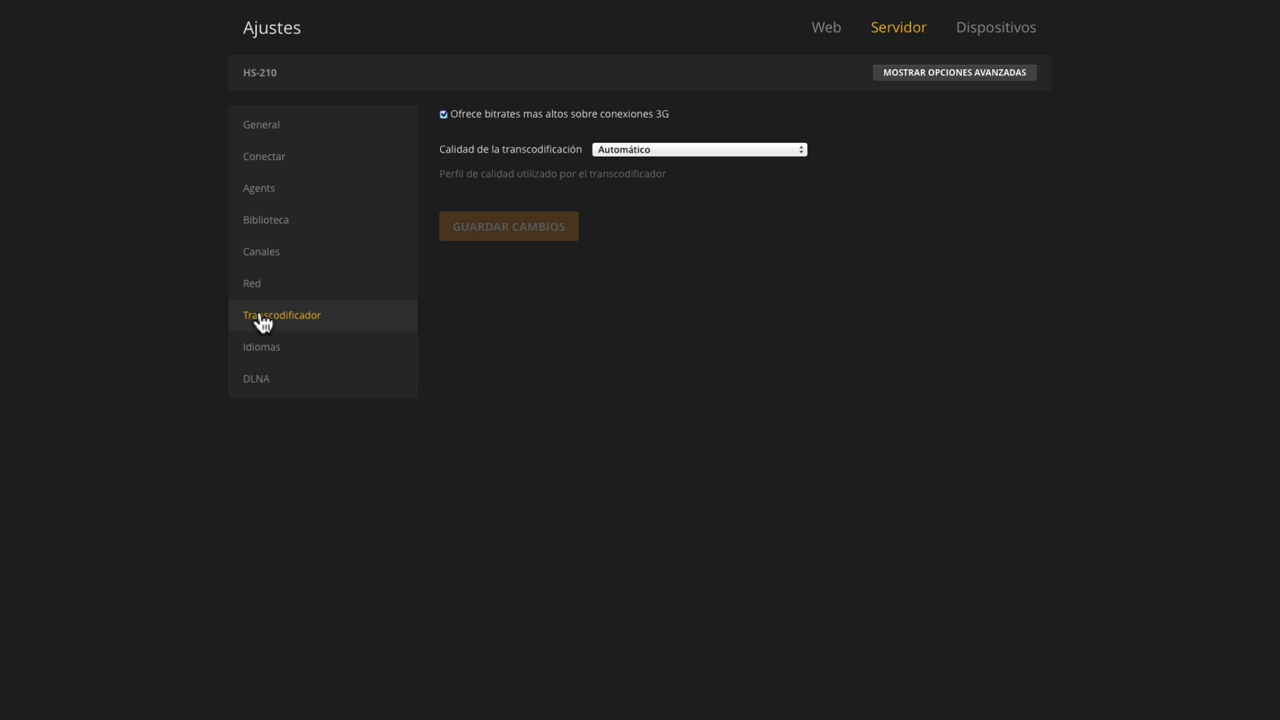 Ajustes
Web
Servidor
Dispositivos
HS-210
MOSTRAR OPCIONES AVANZADAS
General
Conectar
Agents
Biblioteca
Canales
Red
Transcodificador
Idiomas
DLNA
Ofrece bitrates mas altos sobre conexiones 3G
Calidad de la transcodificación Automático
Perfil de calidad utilizado por el transcodificador
GUARDAR CAMBIOS